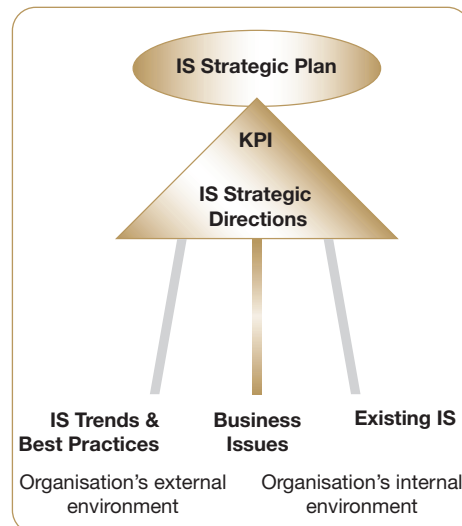 IS Strategic Plan
KPI
IS Strategic
Directions
IS Trends &
Best Practices
Business
Issues
Existing IS
Organisation's external
environment
Organisation's internal
environment